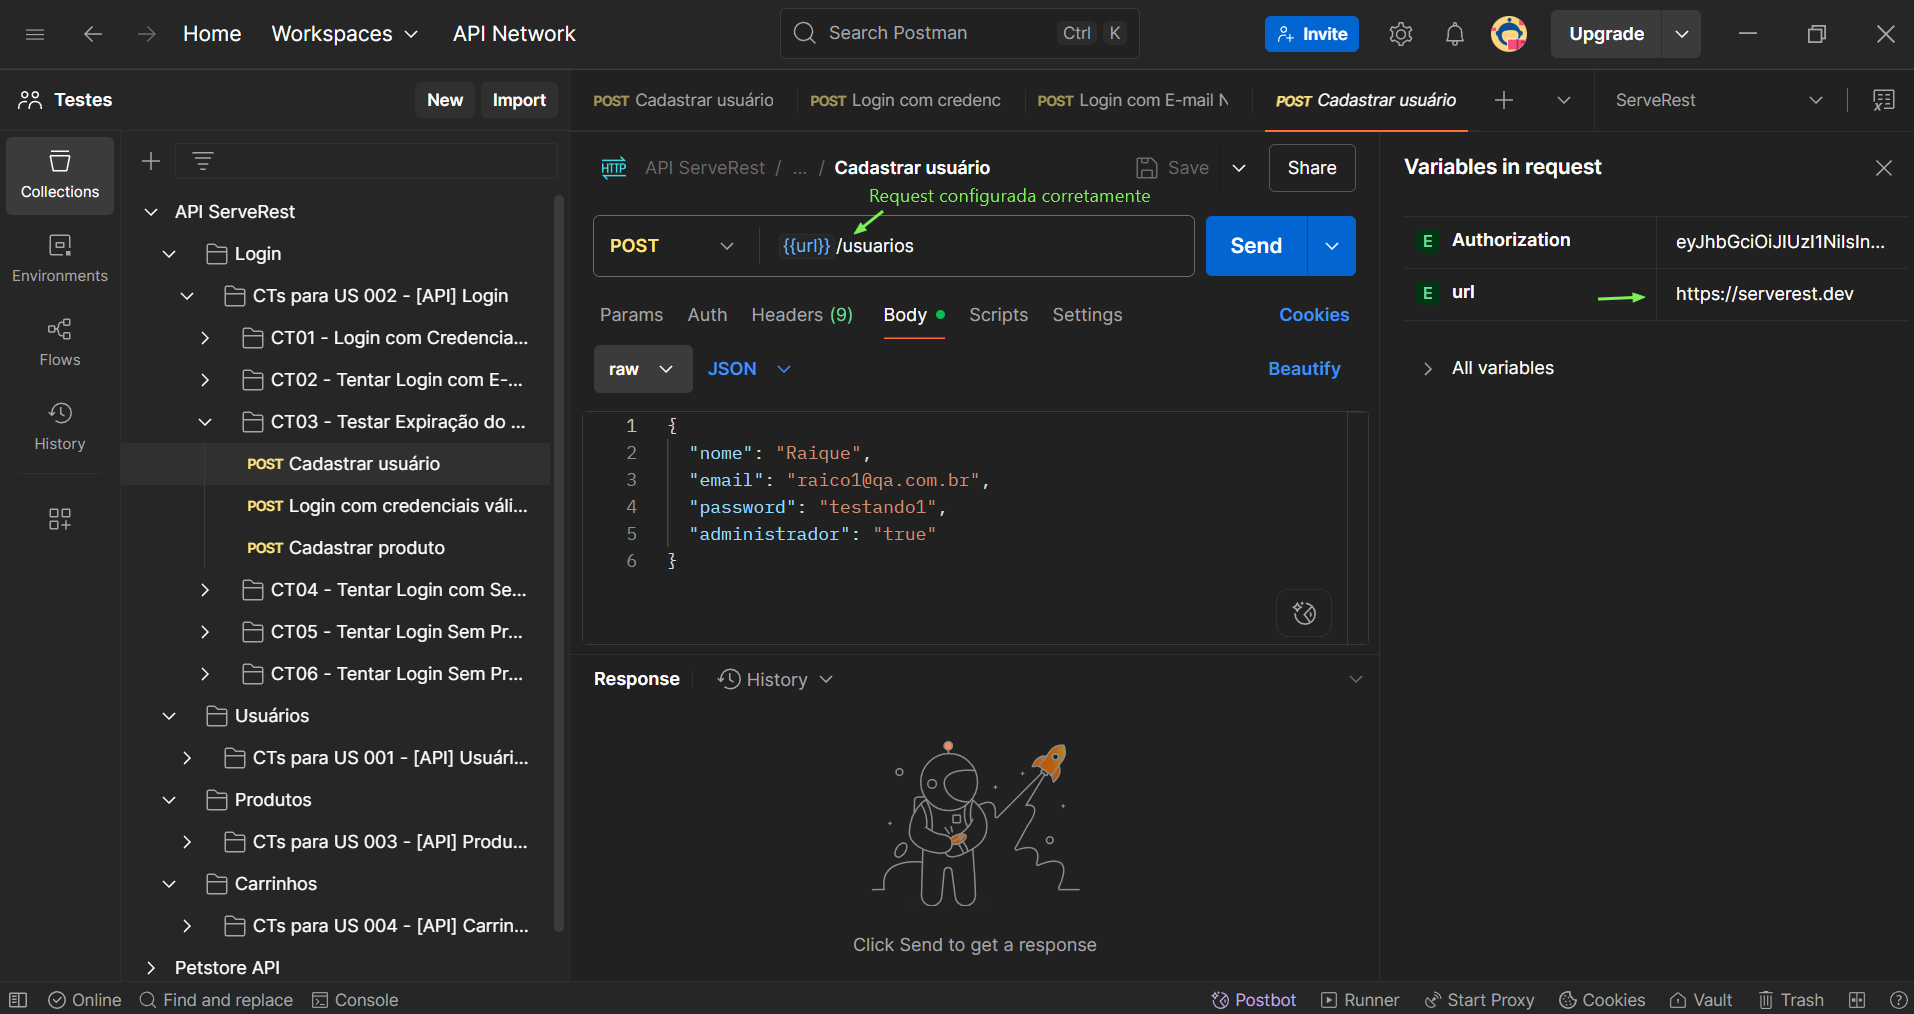 Home Workspaces API Network Search Postman Ctrl K Invite Upgrade
Testes New Import
POST Cadastrar usuário POST Login com credenc POST Login com E-mail N POST Cadastrar usuário ServeRest
Collections
Environments
Flows
History
API ServeRest
Login
CTs para US 002 - [API] Login
CT01 - Login com Credencia...
CT02 - Tentar Login com E-...
CT03 - Testar Expiração do ...
POST Cadastrar usuário
POST Login com credenciais váli...
POST Cadastrar produto
CT04 - Tentar Login com Se...
CT05 - Tentar Login Sem Pr...
CT06 - Tentar Login Sem Pr...
Usuários
CTs para US 001 - [API] Usuári...
Produtos
CTs para US 003 - [API] Produ...
Carrinhos
CTs para US 004 - [API] Carrin...
Petstore API
HTTP API ServeRest / ... / Cadastrar usuário Save Share
Request configurada corretamente
POST {{url}} /usuarios Send
Params Auth Headers (9) Body Scripts Settings Cookies
raw JSON Beautify
1 {
2 "nome": "Raique",
3 "email": "raico1@qa.com.br",
4 "password": "testando1",
5 "administrador": "true"
6 }
Response History
Click Send to get a response
Variables in request
E Authorization eyJhbGciOiJIUzI1NiIsIn...
E url https://serverest.dev
All variables
Online Find and replace Console Postbot Runner Start Proxy Cookies Vault Trash